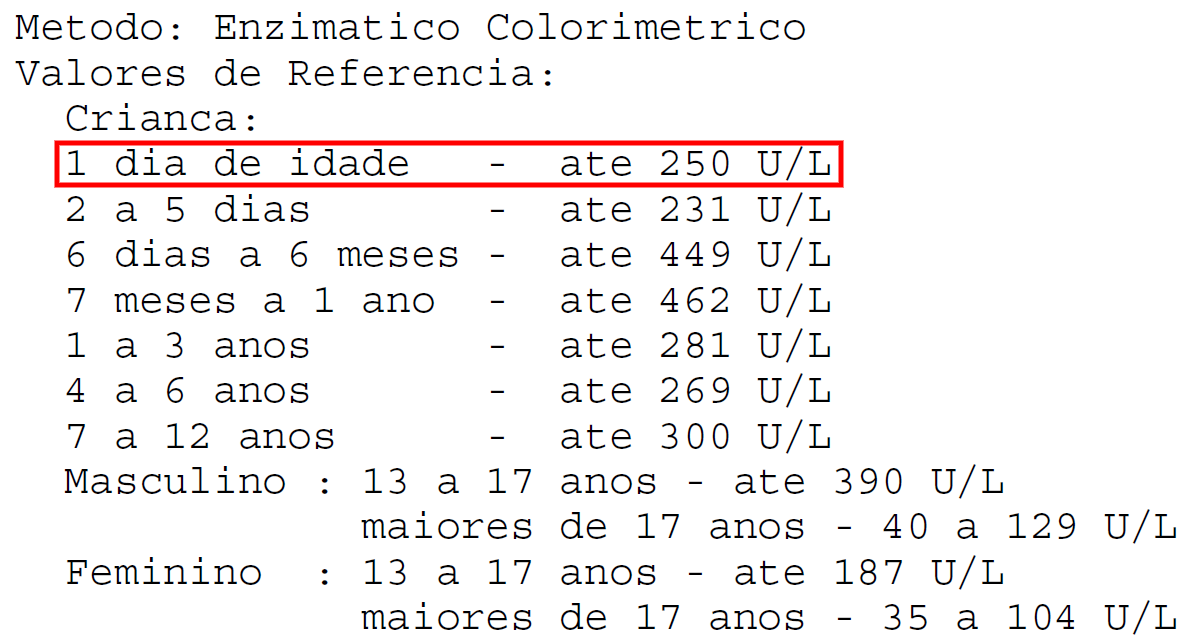 Metodo: Enzimatico Colorimetrico
Valores de Referencia:
Crianca:
1 dia de idade - ate 250 U/L
2 a 5 dias - ate 231 U/L
6 dias a 6 meses - ate 449 U/L
7 meses a 1 ano - ate 462 U/L
1 a 3 anos - ate 281 U/L
4 a 6 anos - ate 269 U/L
7 a 12 anos - ate 300 U/L
Masculino : 13 a 17 anos - ate 390 U/L
maiores de 17 anos - 40 a 129 U/L
Feminino : 13 a 17 anos - ate 187 U/L
maiores de 17 anos - 35 a 104 U/L